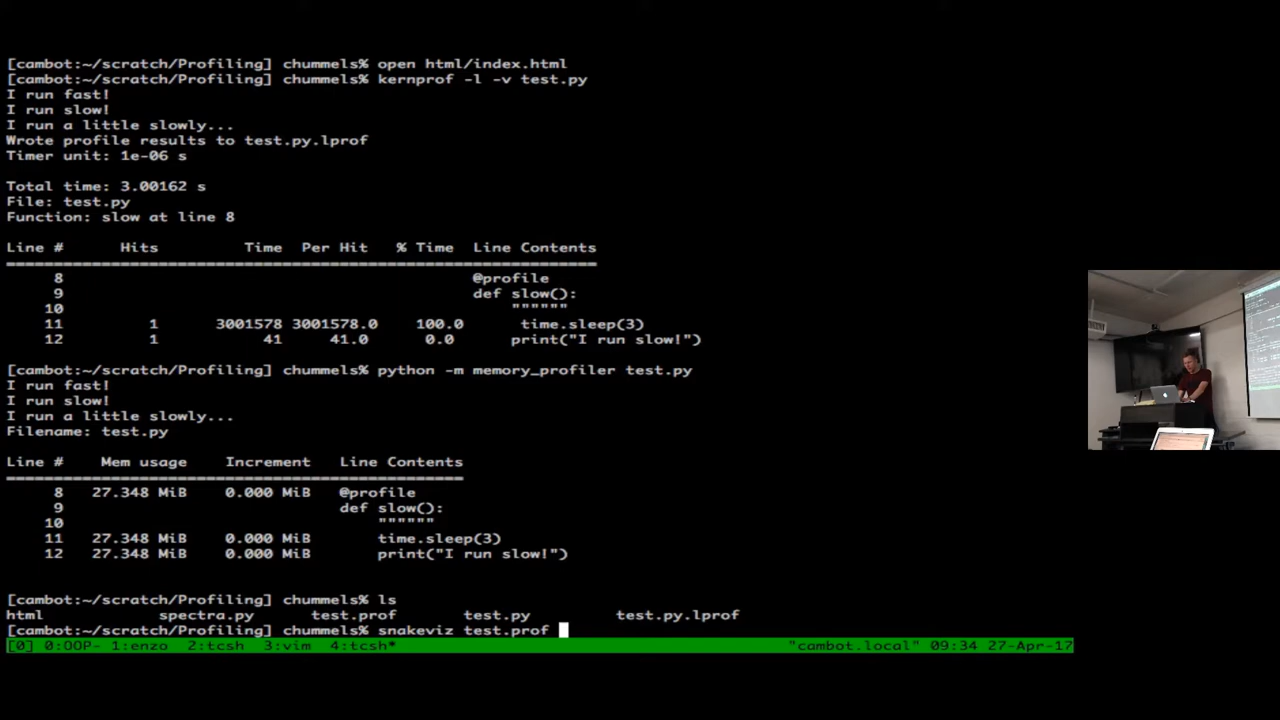 [cambot:~/scratch/Profiling] chummels% open html/index.html
[cambot:~/scratch/Profiling] chummels% kernprof -l -v test.py
I run fast!
I run slow!
I run a little slowly...
Wrote profile results to test.py.lprof
Timer unit: 1e-06 s
Total time: 3.00162 s
File: test.py
Function: slow at line 8
Line #      Hits         Time  Per Hit   % Time  Line Contents
==============================================================
8                                           @profile
9                                           def slow():
10                                               """"""
11         1      3001578 3001578.0    100.0      time.sleep(3)
12         1           41     41.0      0.0     print("I run slow!")
[cambot:~/scratch/Profiling] chummels% python -m memory_profiler test.py
I run fast!
I run slow!
I run a little slowly...
Filename: test.py
Line #    Mem usage    Increment   Line Contents
================================================
8   27.348 MiB    0.000 MiB   @profile
9                             def slow():
10                                 """"""
11   27.348 MiB    0.000 MiB       time.sleep(3)
12   27.348 MiB    0.000 MiB       print("I run slow!")
[cambot:~/scratch/Profiling] chummels% ls
html            spectra.py      test.prof       test.py         test.py.lprof
[cambot:~/scratch/Profiling] chummels% snakeviz test.prof
[0] 0:OOP- 1:enzo  2:tcsh  3:vim  4:tcsh* "cambot.local" 09:34 27-Apr-17